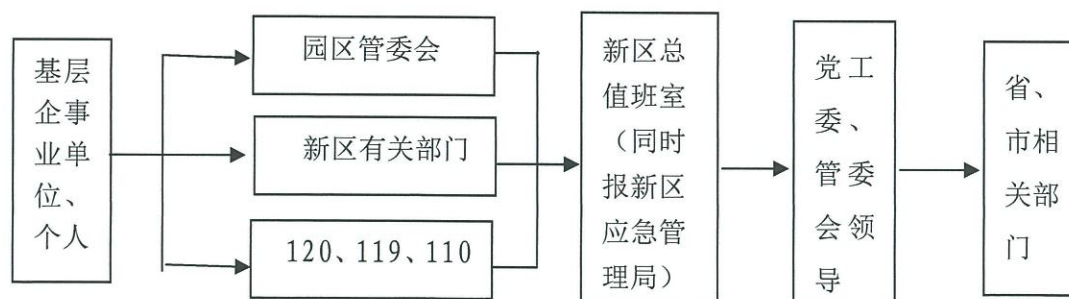 基层
企事
业单
位、
个人
园区管委会
新区有关部门
120、119、110
新区总
值班室
（同时
报新区
应急管
理局）
党工
委、
管委
会领
导
省、
市相
关部
门